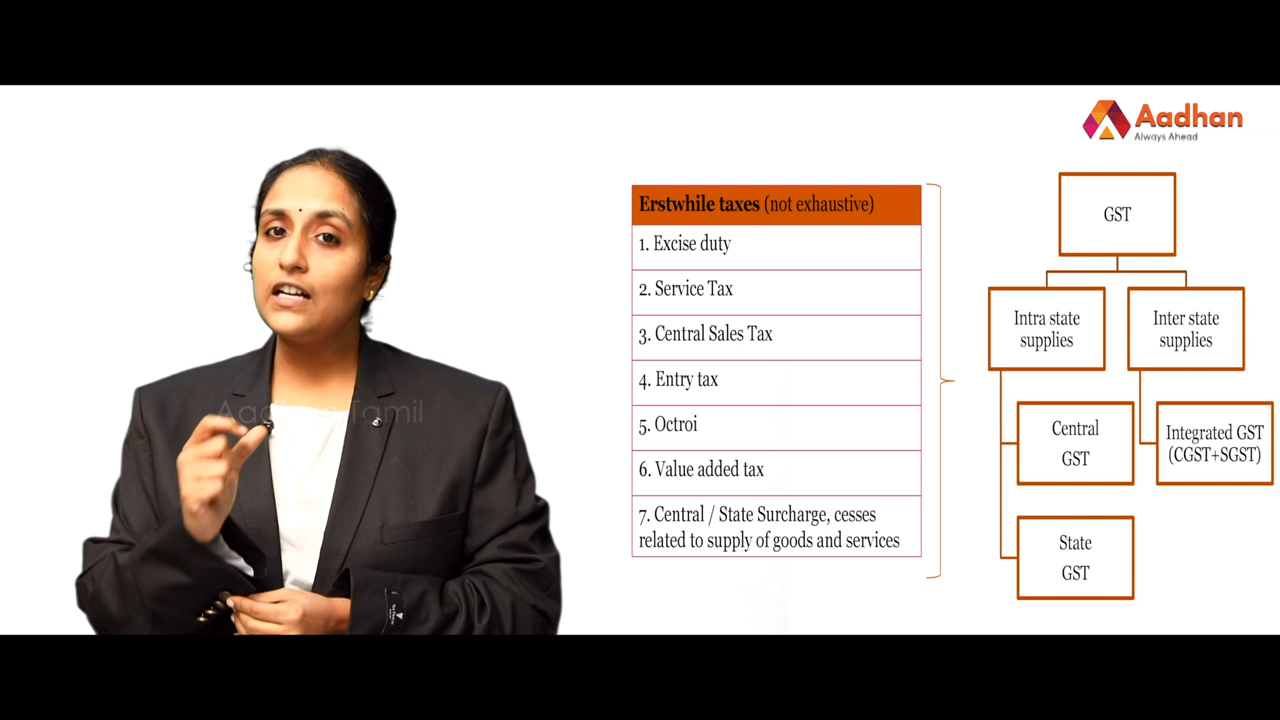 Aadhan
Always Ahead
Aadhan Tamil
Erstwhile taxes (not exhaustive)
1. Excise duty
2. Service Tax
3. Central Sales Tax
4. Entry tax
5. Octroi
6. Value added tax
7. Central / State Surcharge, cesses
related to supply of goods and services
GST
Intra state
supplies
Inter state
supplies
Central
GST
Integrated GST
(CGST+SGST)
State
GST